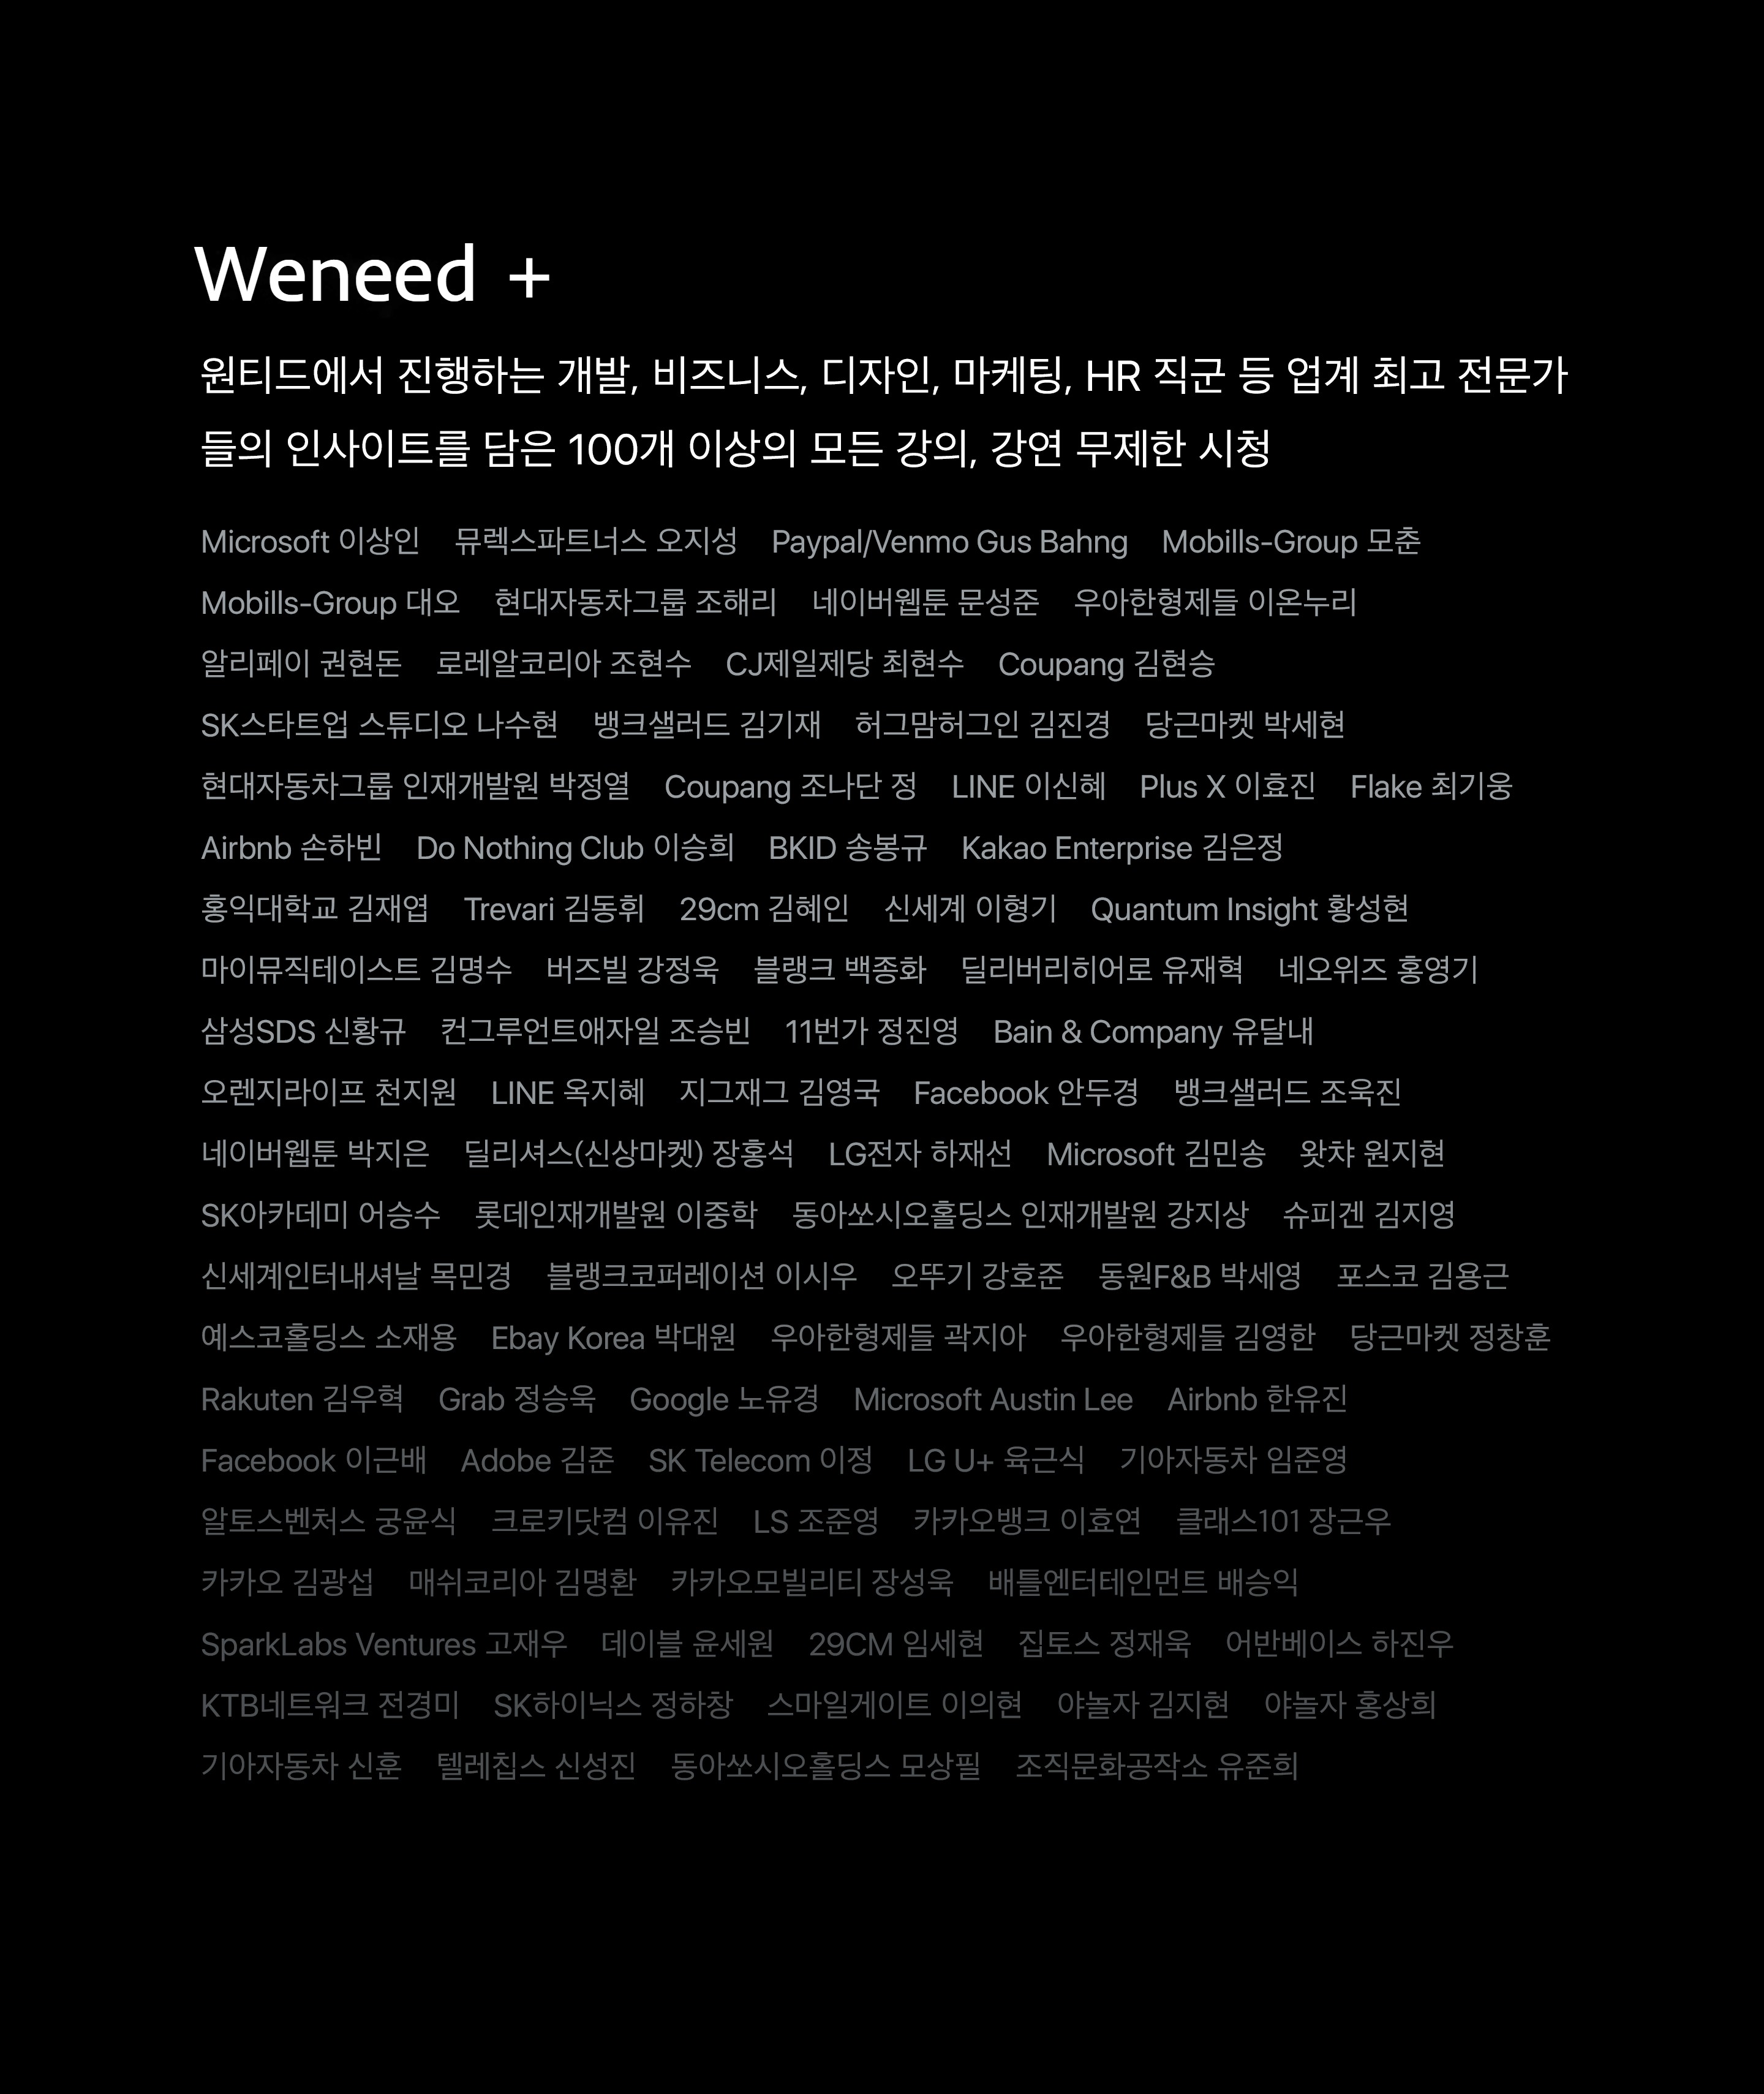 Weneed +
원티드에서 진행하는 개발, 비즈니스, 디자인, 마케팅, HR 직군 등 업계 최고 전문가
들의 인사이트를 담은 100개 이상의 모든 강의, 강연 무제한 시청
Microsoft 이상인 뮤렉스파트너스 오지성 Paypal/Venmo Gus Bahng Mobills-Group 모춘
Mobills-Group 대오 현대자동차그룹 조해리 네이버웹툰 문성준 우아한형제들 이온누리
알리페이 권현돈 로레알코리아 조현수 CJ제일제당 최현수 Coupang 김현승
SK스타트업 스튜디오 나수현 뱅크샐러드 김기재 허그맘허그인 김진경 당근마켓 박세현
현대자동차그룹 인재개발원 박정열 Coupang 조나단 정 LINE 이신혜 Plus X 이효진 Flake 최기웅
Airbnb 손하빈 Do Nothing Club 이승희 BKID 송봉규 Kakao Enterprise 김은정
홍익대학교 김재엽 Trevari 김동휘 29cm 김혜인 신세계 이형기 Quantum Insight 황성현
마이뮤직테이스트 김명수 버즈빌 강정욱 블랭크 백종화 딜리버리히어로 유재혁 네오위즈 홍영기
삼성SDS 신황규 컨그루언트애자일 조승빈 11번가 정진영 Bain & Company 유달내
오렌지라이프 천지원 LINE 옥지혜 지그재그 김영국 Facebook 안두경 뱅크샐러드 조욱진
네이버웹툰 박지은 딜리셔스(신상마켓) 장홍석 LG전자 하재선 Microsoft 김민송 왓챠 원지현
SK아카데미 어승수 롯데인재개발원 이중학 동아쏘시오홀딩스 인재개발원 강지상 슈피겐 김지영
신세계인터내셔날 목민경 블랭크코퍼레이션 이시우 오뚜기 강호준 동원F&B 박세영 포스코 김용근
예스코홀딩스 소재용 Ebay Korea 박대원 우아한형제들 곽지아 우아한형제들 김영한 당근마켓 정창훈
Rakuten 김우혁 Grab 정승욱 Google 노유경 Microsoft Austin Lee Airbnb 한유진
Facebook 이근배 Adobe 김준 SK Telecom 이정 LG U+ 육근식 기아자동차 임준영
알토스벤처스 궁윤식 크로키닷컴 이유진 LS 조준영 카카오뱅크 이효연 클래스101 장근우
카카오 김광섭 매쉬코리아 김명환 카카오모빌리티 장성욱 배틀엔터테인먼트 배승익
SparkLabs Ventures 고재우 데이블 윤세원 29CM 임세현 집토스 정재욱 어반베이스 하진우
KTB네트워크 전경미 SK하이닉스 정하창 스마일게이트 이의현 야놀자 김지현 야놀자 홍상희
기아자동차 신훈 텔레칩스 신성진 동아쏘시오홀딩스 모상필 조직문화공작소 유준희